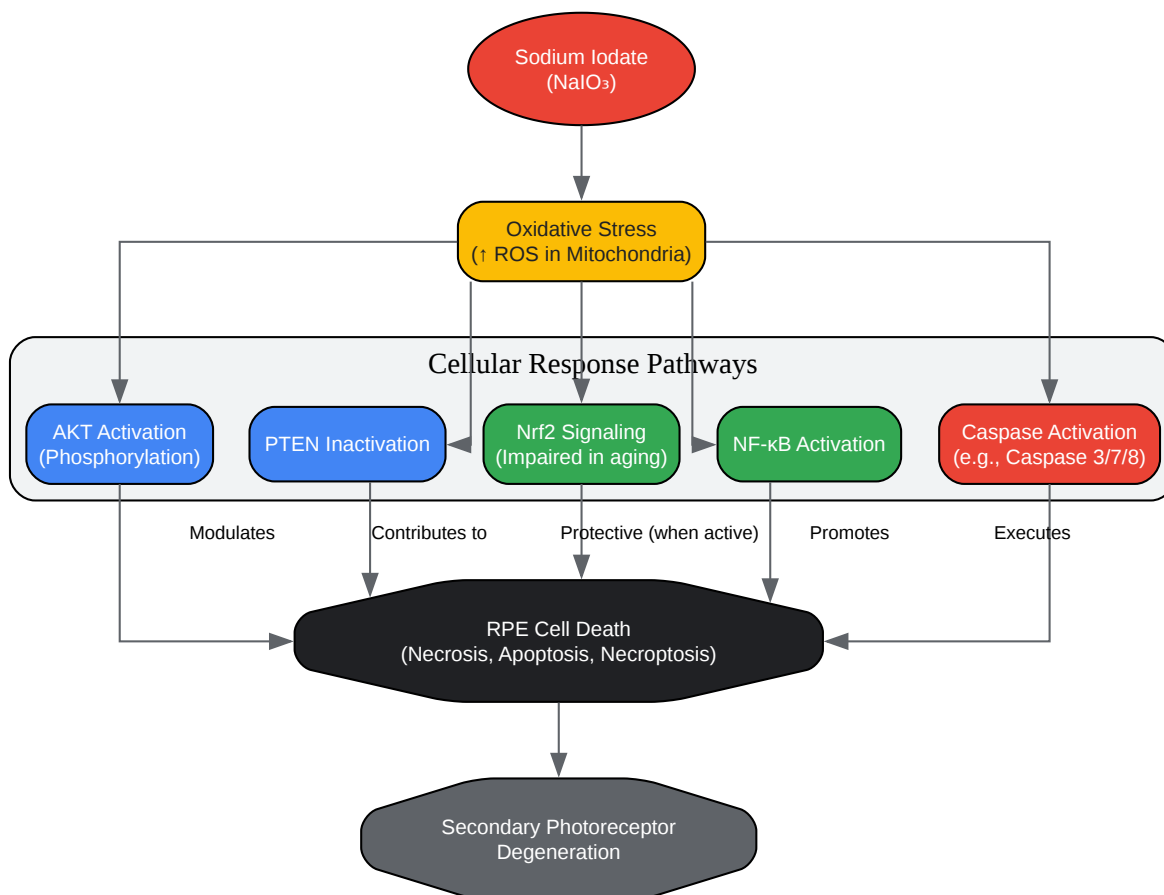 Sodium Iodate
(NaIO₃)
Oxidative Stress
(↑ ROS in Mitochondria)
Cellular Response Pathways
AKT Activation
(Phosphorylation)
PTEN Inactivation
Nrf2 Signaling
(Impaired in aging)
NF-κB Activation
Caspase Activation
(e.g., Caspase 3/7/8)
Modulates
Contributes to
Protective (when active)
Promotes
Executes
RPE Cell Death
(Necrosis, Apoptosis, Necroptosis)
Secondary Photoreceptor
Degeneration